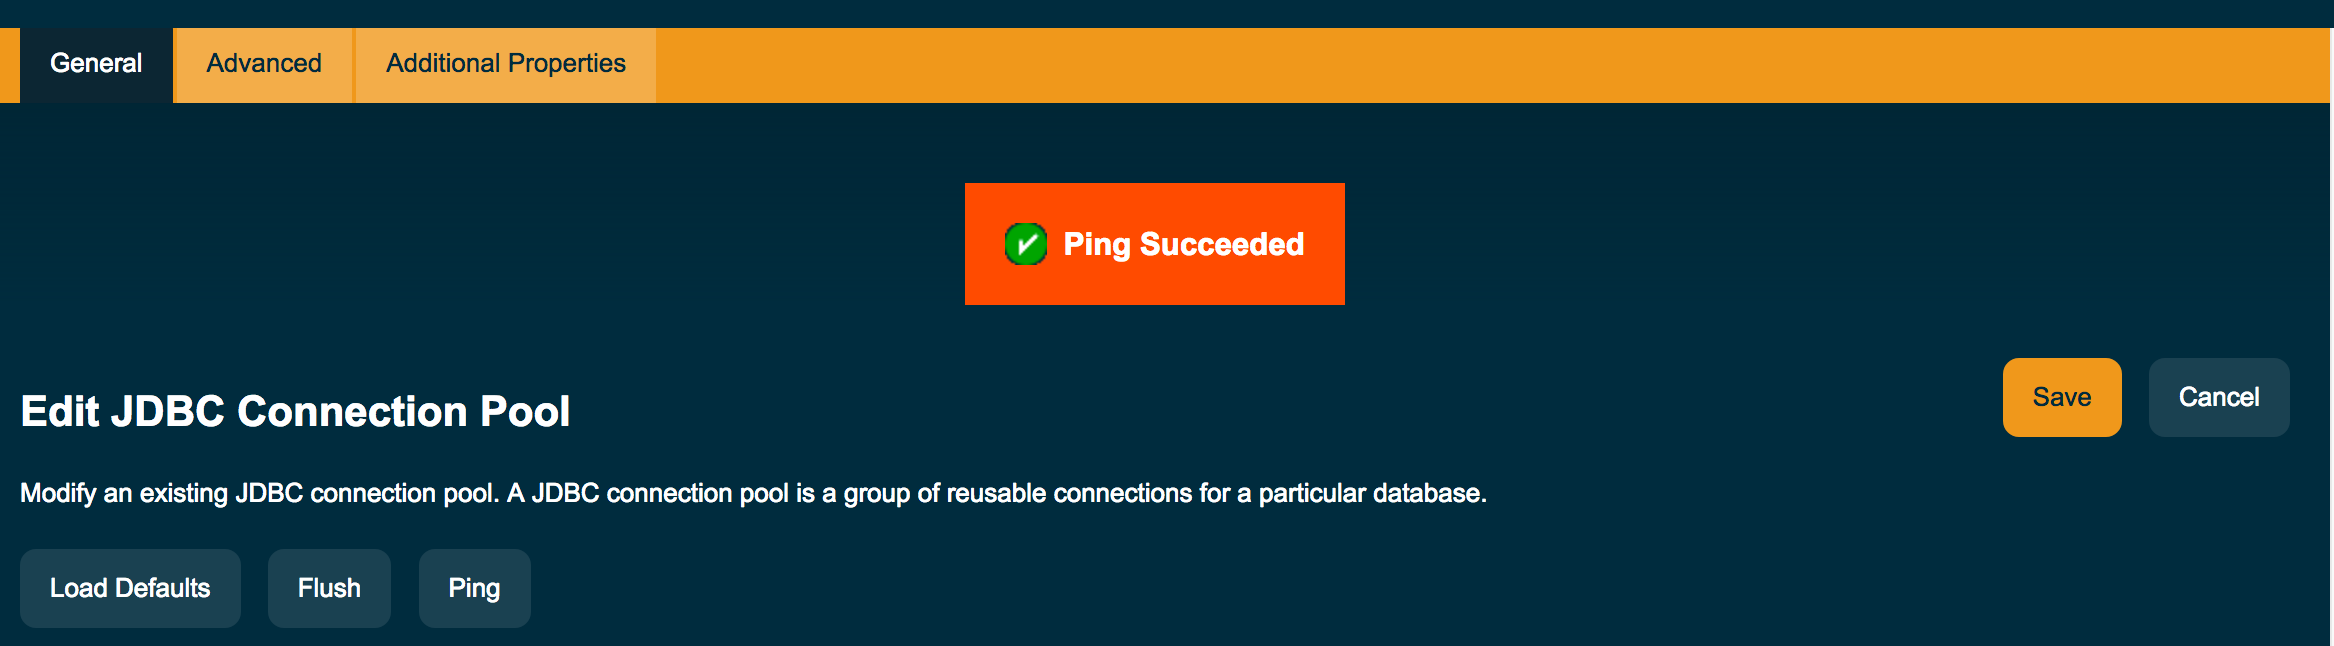 General Advanced Additional Properties
Ping Succeeded
Save Cancel
Edit JDBC Connection Pool
Modify an existing JDBC connection pool. A JDBC connection pool is a group of reusable connections for a particular database.
Load Defaults Flush Ping